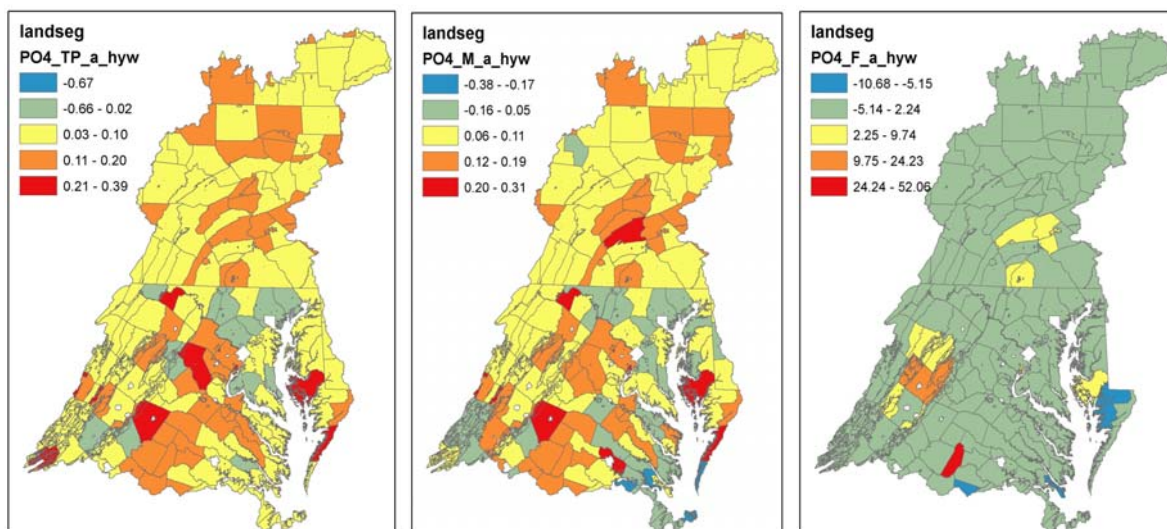 landseg
PO4_TP_a_hyw
-0.67
-0.66 - 0.02
0.03 - 0.10
0.11 - 0.20
0.21 - 0.39
landseg
PO4_M_a_hyw
-0.38 - -0.17
-0.16 - 0.05
0.06 - 0.11
0.12 - 0.19
0.20 - 0.31
landseg
PO4_F_a_hyw
-10.68 - -5.15
-5.14 - 2.24
2.25 - 9.74
9.75 - 24.23
24.24 - 52.06